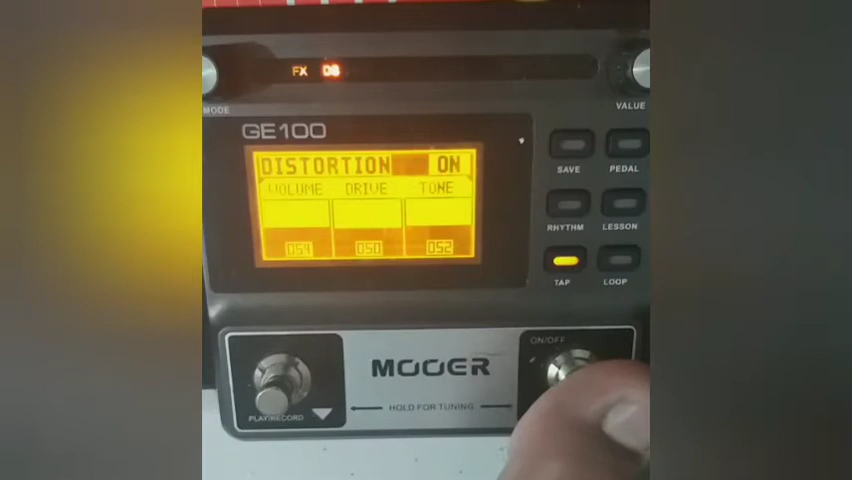 FX DS
MODE
VALUE
GE100
DISTORTION ON
VOLUME DRIVE TONE
054 050 052
SAVE PEDAL
RHYTHM LESSON
TAP LOOP
ON/OFF
MOOER
PLAY/RECORD
HOLD FOR TUNING